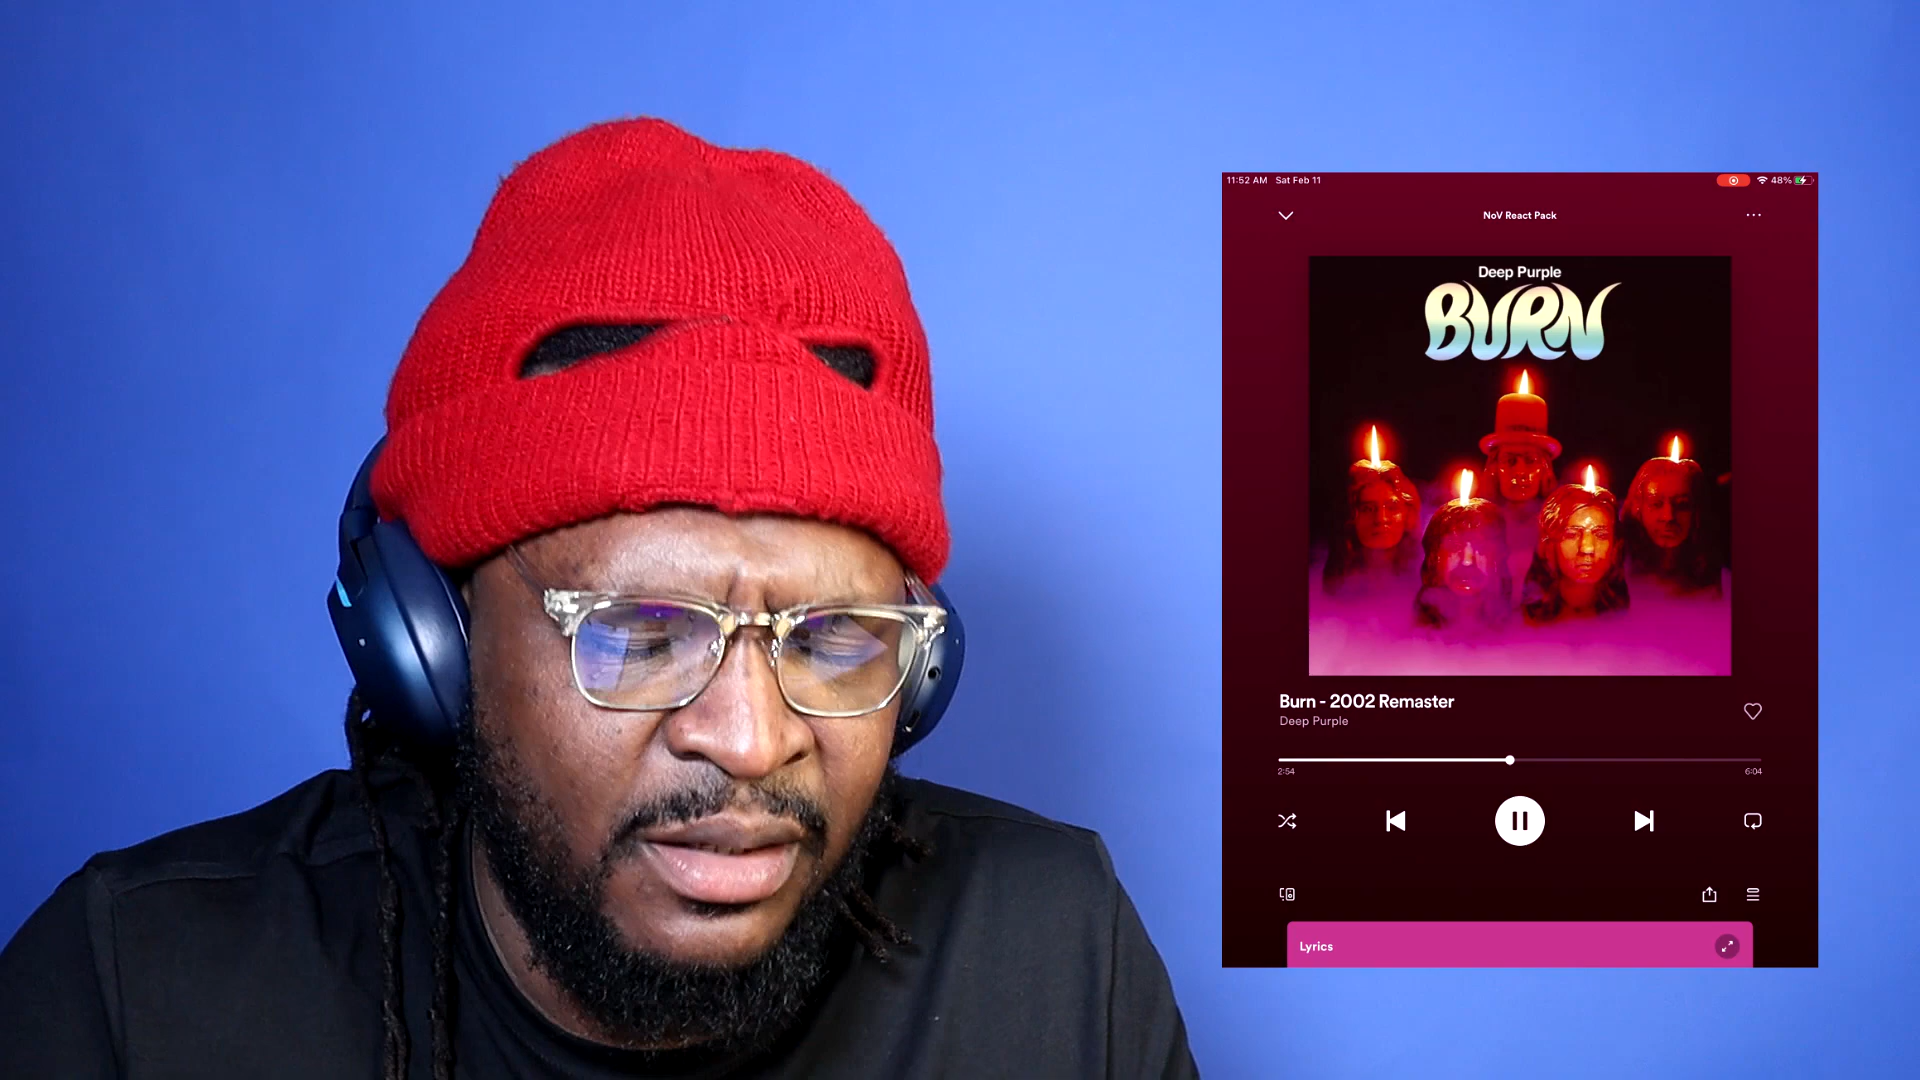 11:52 AM Sat Feb 11
48%
NoV React Pack
Deep Purple
BURN
Burn - 2002 Remaster
Deep Purple
2:54
6:04
Lyrics